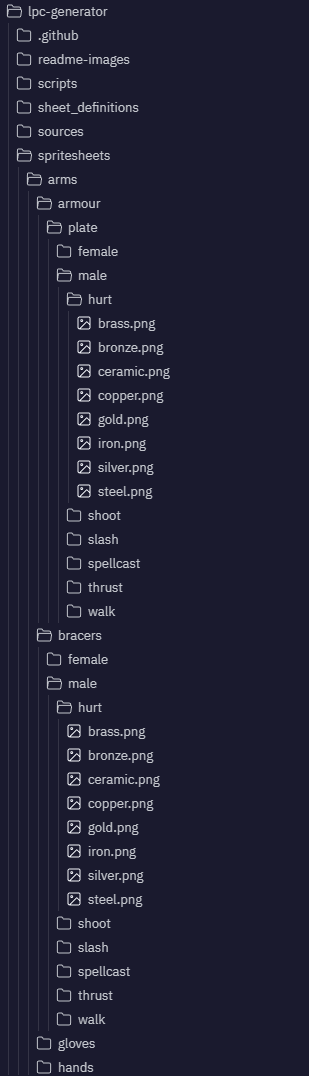 lpc-generator
.github
readme-images
scripts
sheet_definitions
sources
spritesheets
arms
armour
plate
female
male
hurt
brass.png
bronze.png
ceramic.png
copper.png
gold.png
iron.png
silver.png
steel.png
shoot
slash
spellcast
thrust
walk
bracers
female
male
hurt
brass.png
bronze.png
ceramic.png
copper.png
gold.png
iron.png
silver.png
steel.png
shoot
slash
spellcast
thrust
walk
gloves
hands